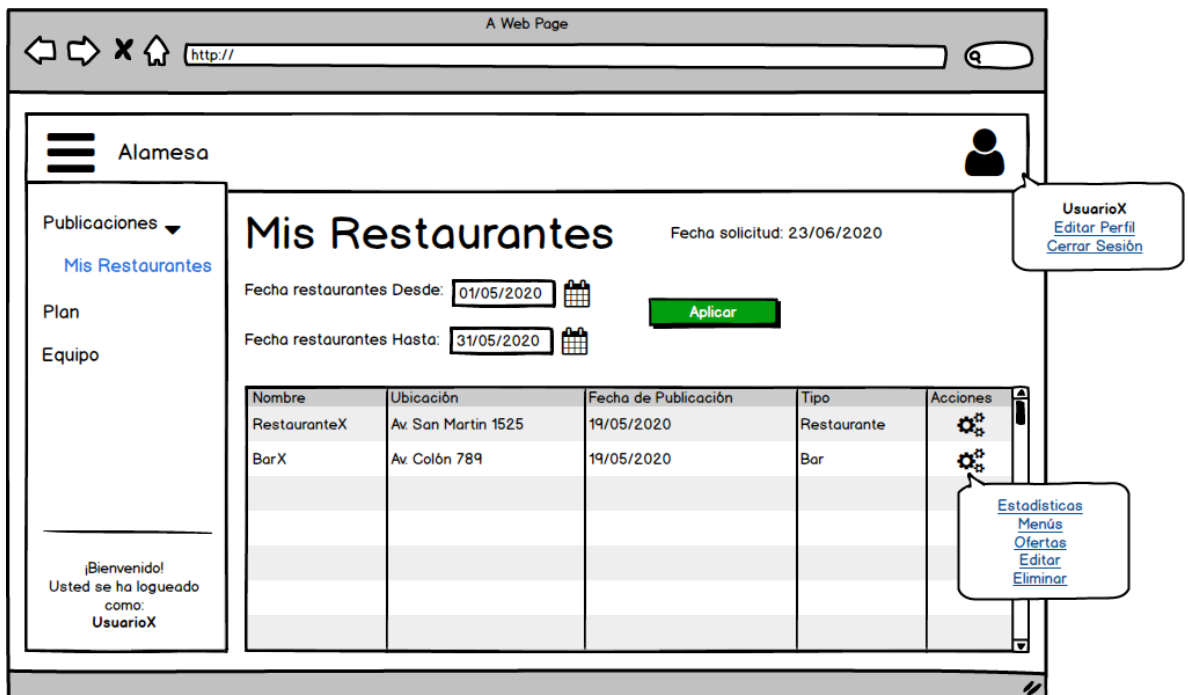 A Web Page
http://
Alamesa
UsuarioX
Editar Perfil
Cerrar Sesión
Publicaciones
Mis Restaurantes
Plan
Equipo
¡Bienvenido!
Usted se ha logueado
como:
UsuarioX
Mis Restaurantes
Fecha solicitud: 23/06/2020
Fecha restaurantes Desde: 01/05/2020
Aplicar
Fecha restaurantes Hasta: 31/05/2020
Nombre Ubicación Fecha de Publicación Tipo Acciones
RestauranteX Av. San Martin 1525 19/05/2020 Restaurante
BarX Av. Colón 789 19/05/2020 Bar
Estadísticas
Menús
Ofertas
Editar
Eliminar